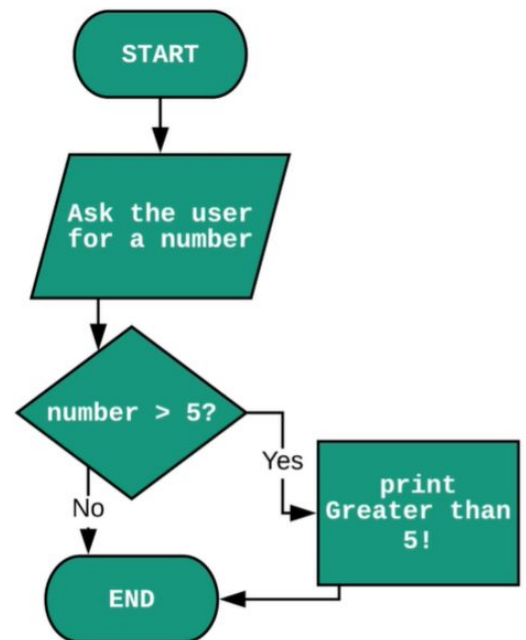 START
Ask the user
for a number
number > 5?
Yes
print
Greater than
5!
No
END